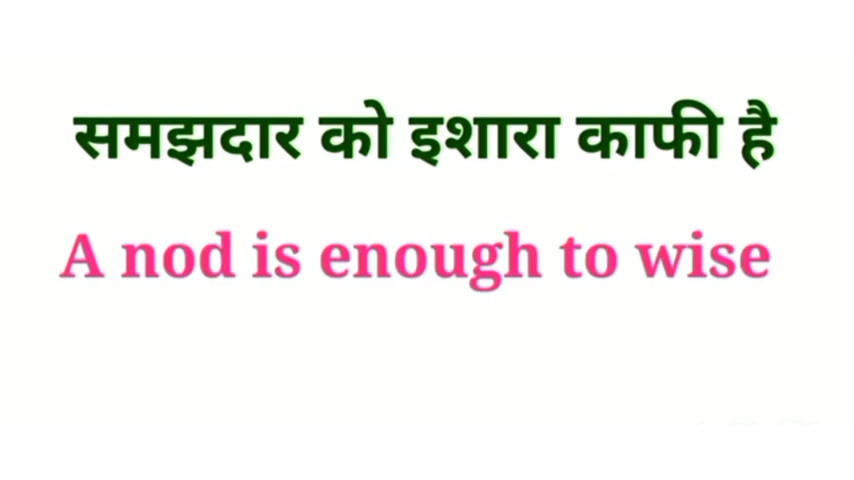 समझदार को इशारा काफी है
A nod is enough to wise